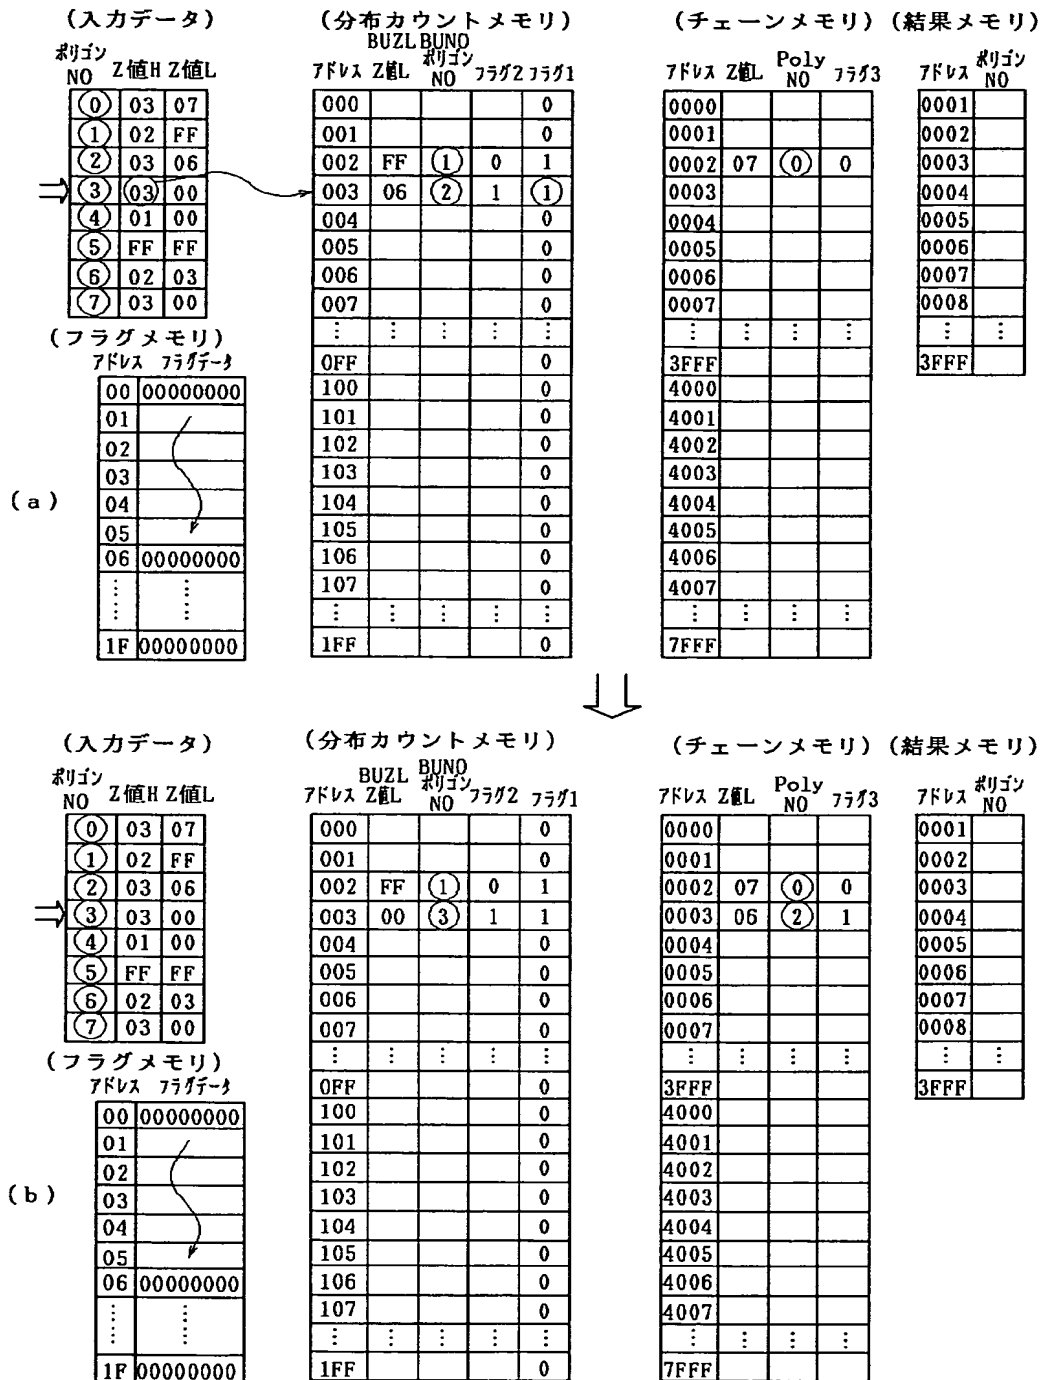 (入力データ) (分布カウントメモリ) (チェーンメモリ) (結果メモリ)
BUZL BUNO
ポリゴン NO Z値H Z値L アドレス Z値L ポリゴン NO フラグ2 フラグ1 アドレス Z値L Poly NO フラグ3 アドレス ポリゴン NO
0 03 07 000 0 0000 0001
1 02 FF 001 0 0001 0002
2 03 06 002 FF 1 0 1 0002 07 0 0 0003
⇒ 3 03 00 003 06 2 1 1 0003 0004
4 01 00 004 0 0004 0005
5 FF FF 005 0 0005 0006
6 02 03 006 0 0006 0007
7 03 00 007 0 0007 0008
(フラグメモリ) ⋮ ⋮ ⋮ ⋮ ⋮ ⋮ ⋮ ⋮ ⋮ ⋮ ⋮
アドレス フラグデータ 0FF 0 3FFF 3FFF
00 00000000 100 0 4000
01 101 0 4001
02 102 0 4002
03 103 0 4003
(a) 04 104 0 4004
05 105 0 4005
06 00000000 106 0 4006
107 0 4007
⋮ ⋮ ⋮ ⋮ ⋮ ⋮ ⋮ ⋮ ⋮ ⋮ ⋮
1F 00000000 1FF 0 7FFF
(入力データ) (分布カウントメモリ) (チェーンメモリ) (結果メモリ)
BUZL BUNO
ポリゴン NO Z値H Z値L アドレス Z値L ポリゴン NO フラグ2 フラグ1 アドレス Z値L Poly NO フラグ3 アドレス ポリゴン NO
0 03 07 000 0 0000 0001
1 02 FF 001 0 0001 0002
2 03 06 002 FF 1 0 1 0002 07 0 0 0003
⇒ 3 03 00 003 00 3 1 1 0003 06 2 1 0004
4 01 00 004 0 0004 0005
5 FF FF 005 0 0005 0006
6 02 03 006 0 0006 0007
7 03 00 007 0 0007 0008
(フラグメモリ) ⋮ ⋮ ⋮ ⋮ ⋮ ⋮ ⋮ ⋮ ⋮ ⋮ ⋮
アドレス フラグデータ 0FF 0 3FFF 3FFF
00 00000000 100 0 4000
01 101 0 4001
02 102 0 4002
(b) 03 103 0 4003
04 104 0 4004
05 105 0 4005
06 00000000 106 0 4006
107 0 4007
⋮ ⋮ ⋮ ⋮ ⋮ ⋮ ⋮ ⋮ ⋮ ⋮ ⋮
1F 00000000 1FF 0 7FFF